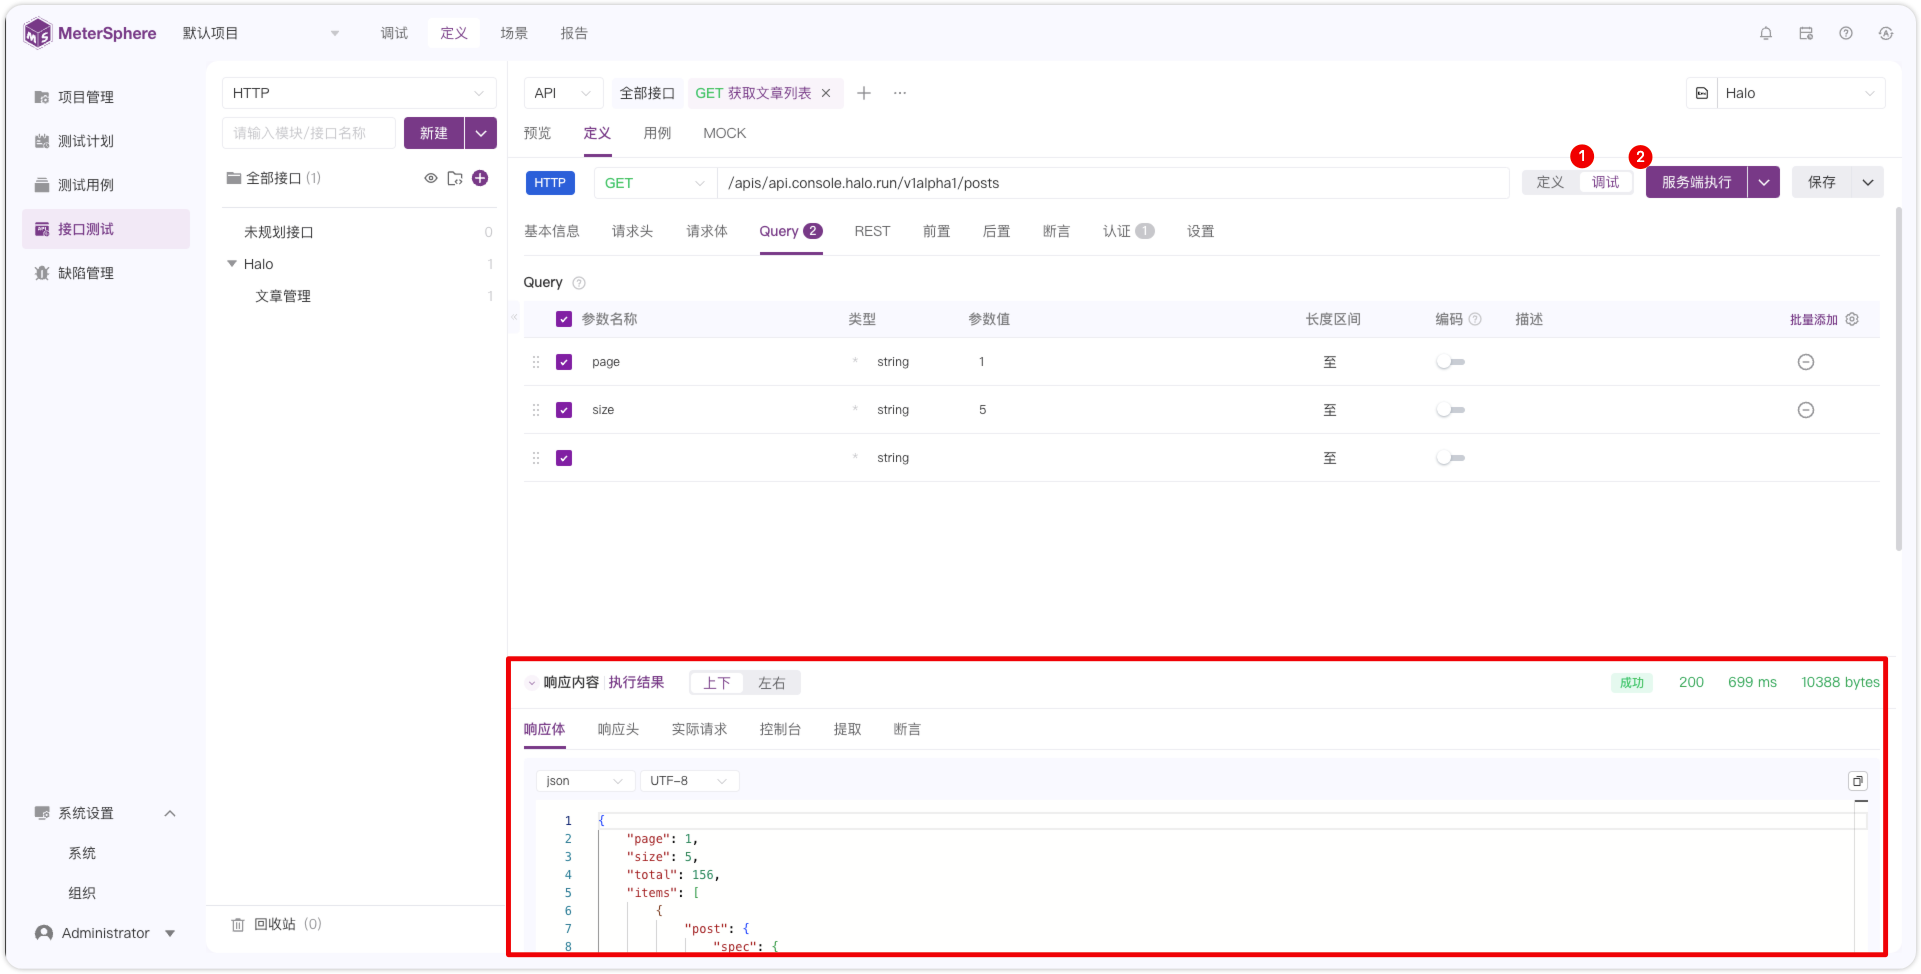 MeterSphere
默认项目
调试
定义
场景
报告
项目管理
测试计划
测试用例
接口测试
缺陷管理
系统设置
系统
组织
Administrator
HTTP
请输入模块/接口名称
新建
全部接口 (1)
未规划接口 0
Halo 1
文章管理 1
回收站 (0)
API
全部接口
GET 获取文章列表
Halo
预览
定义
用例
MOCK
1
2
HTTP
GET
/apis/api.console.halo.run/v1alpha1/posts
定义
调试
服务端执行
保存
基本信息
请求头
请求体
Query 2
REST
前置
后置
断言
认证 1
设置
Query
参数名称 类型 参数值 长度区间 编码 描述 批量添加
page * string 1 至
size * string 5 至
* string 至
响应内容 执行结果 上下 左右 成功 200 699 ms 10388 bytes
响应体 响应头 实际请求 控制台 提取 断言
json UTF-8
1 {
2 "page": 1,
3 "size": 5,
4 "total": 156,
5 "items": [
6 {
7 "post": {
8 "spec": {